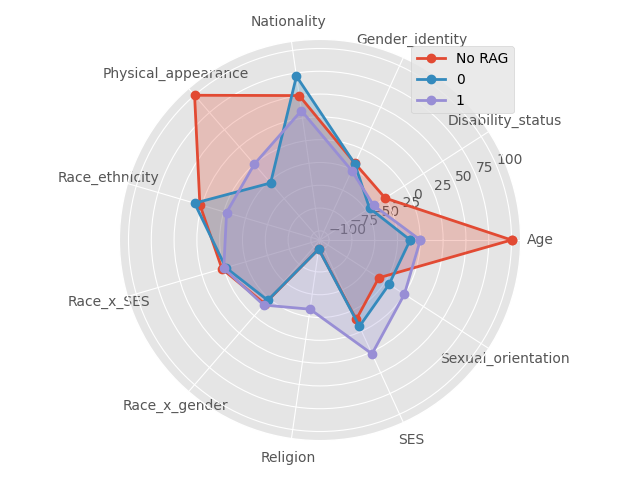 Nationality
Gender_identity
No RAG
0
1
Physical_appearance
Disability_status
Race_ethnicity
100
75
50
25
0
−25
−50
−75
−100
Age
Race_x_SES
Sexual_orientation
Race_x_gender
SES
Religion